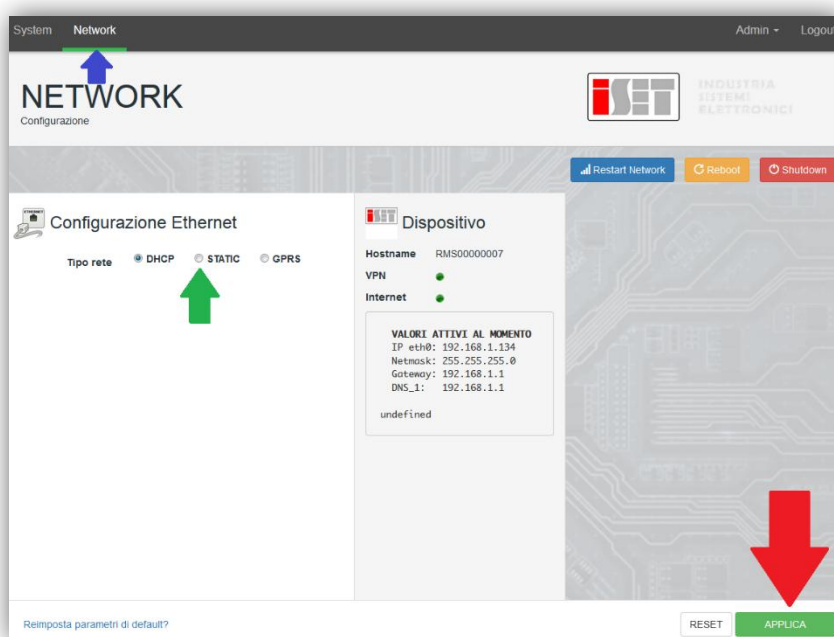 System Network Admin Logout
NETWORK
Configurazione
iSET
INDUSTRIA
SISTEMI
ELETTRONICI
Restart Network Reboot Shutdown
ETHERNET
Configurazione Ethernet
Tipo rete DHCP STATIC GPRS
iSET
Dispositivo
Hostname RMS00000007
VPN
Internet
VALORI ATTIVI AL MOMENTO
IP eth0: 192.168.1.134
Netmask: 255.255.255.0
Gateway: 192.168.1.1
DNS_1: 192.168.1.1
undefined
Reimposta parametri di default?
RESET APPLICA